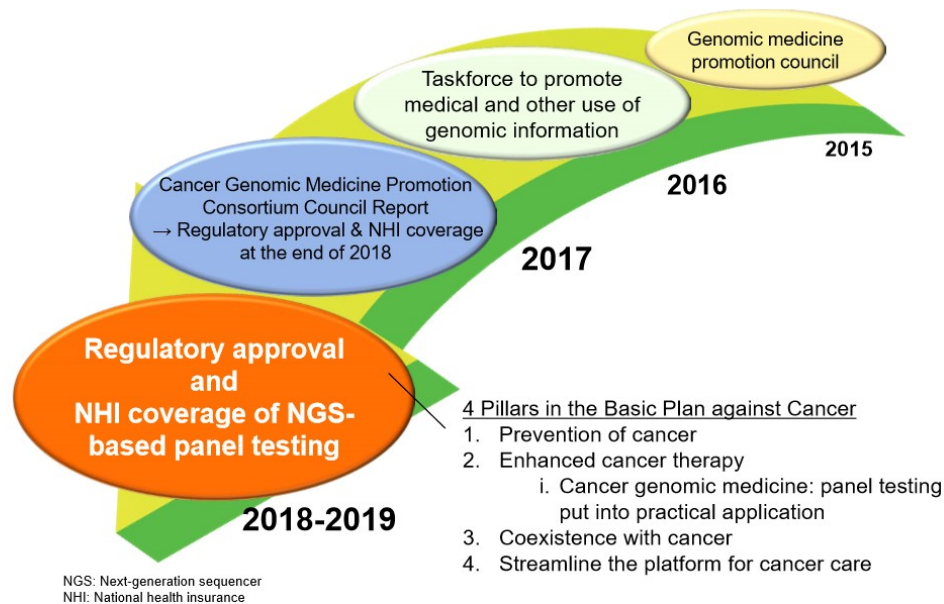 Genomic medicine
promotion council
Taskforce to promote
medical and other use of
genomic information
2015
2016
Cancer Genomic Medicine Promotion
Consortium Council Report
→ Regulatory approval & NHI coverage
at the end of 2018
2017
Regulatory approval
and
NHI coverage of NGS-
based panel testing
2018-2019
4 Pillars in the Basic Plan against Cancer
1. Prevention of cancer
2. Enhanced cancer therapy
i. Cancer genomic medicine: panel testing
put into practical application
3. Coexistence with cancer
4. Streamline the platform for cancer care
NGS: Next-generation sequencer
NHI: National health insurance